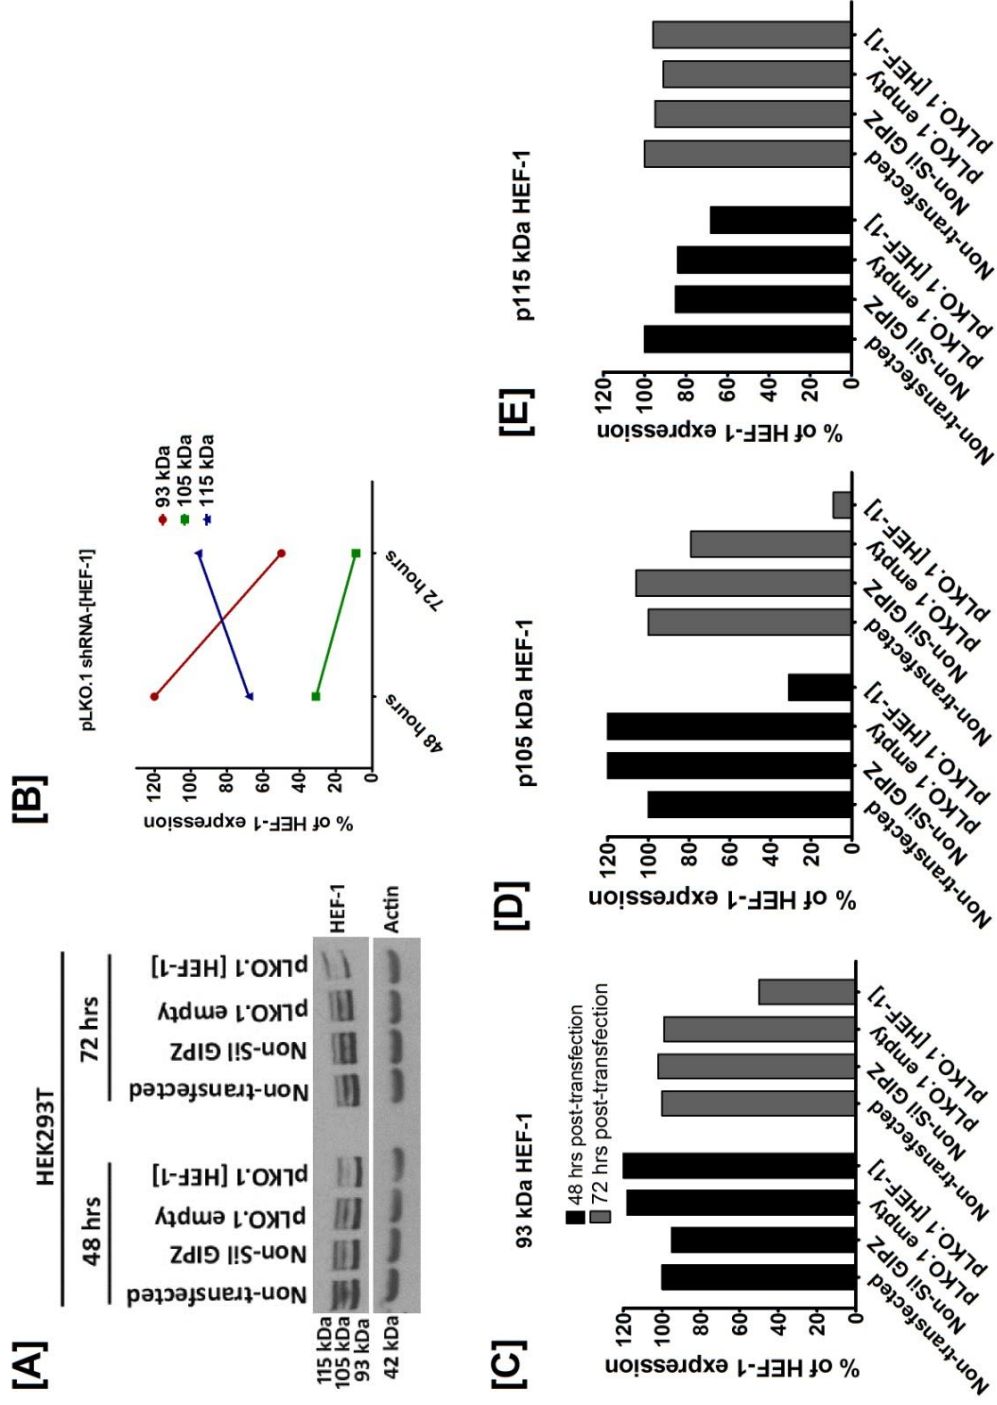 [A]
HEK293T
48 hrs
72 hrs
Non-transfected
Non-Sil GIPZ
pLKO.1 empty
pLKO.1 [HEF-1]
Non-transfected
Non-Sil GIPZ
pLKO.1 empty
pLKO.1 [HEF-1]
115 kDa
105 kDa
93 kDa
HEF-1
42 kDa
Actin
[B]
pLKO.1 shRNA-[HEF-1]
% of HEF-1 expression
120
100
80
60
40
20
0
48 hours
72 hours
93 kDa
105 kDa
115 kDa
[C]
93 kDa HEF-1
48 hrs post-transfection
72 hrs post-transfection
% of HEF-1 expression
120
100
80
60
40
20
0
Non-transfected
Non-Sil GIPZ
pLKO.1 empty
pLKO.1 [HEF-1]
Non-transfected
Non-Sil GIPZ
pLKO.1 empty
pLKO.1 [HEF-1]
[D]
p105 kDa HEF-1
% of HEF-1 expression
120
100
80
60
40
20
0
Non-transfected
Non-Sil GIPZ
pLKO.1 empty
pLKO.1 [HEF-1]
Non-transfected
Non-Sil GIPZ
pLKO.1 empty
pLKO.1 [HEF-1]
[E]
p115 kDa HEF-1
% of HEF-1 expression
120
100
80
60
40
20
0
Non-transfected
Non-Sil GIPZ
pLKO.1 empty
pLKO.1 [HEF-1]
Non-transfected
Non-Sil GIPZ
pLKO.1 empty
pLKO.1 [HEF-1]